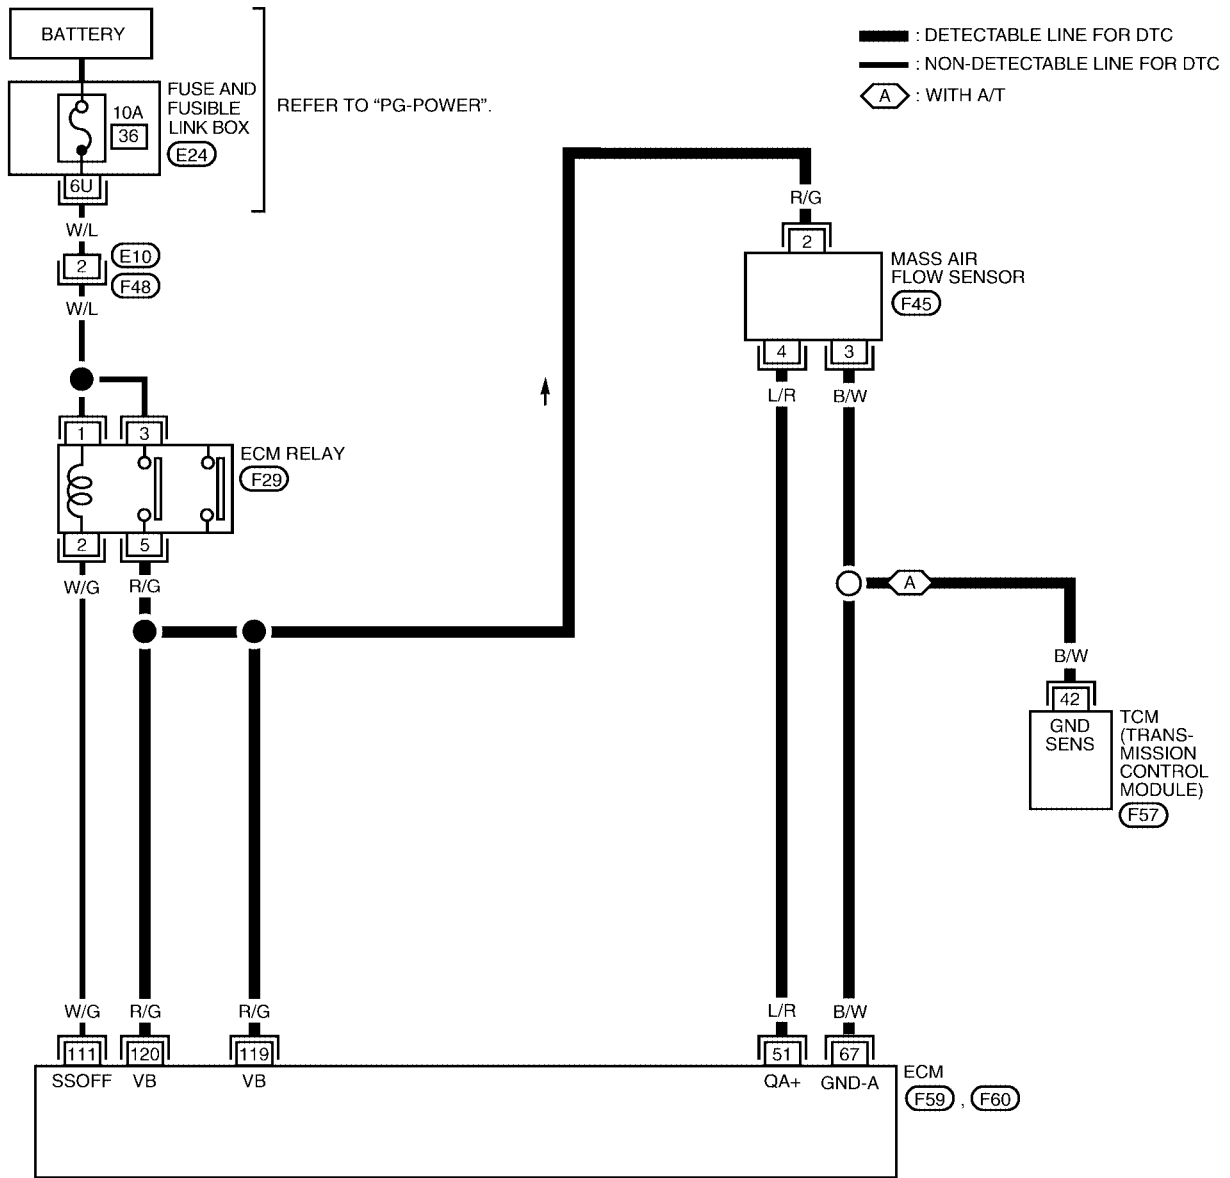 BATTERY
FUSE AND
FUSIBLE
LINK BOX
E24
10A
36
6U
REFER TO “PG-POWER”.
: DETECTABLE LINE FOR DTC
: NON-DETECTABLE LINE FOR DTC
A : WITH A/T
W/L
2
E10
F48
W/L
1 3
ECM RELAY
F29
2 5
W/G R/G
R/G
2
MASS AIR
FLOW SENSOR
F45
4 3
L/R B/W
A
B/W
42
GND
SENS
TCM
(TRANS-
MISSION
CONTROL
MODULE)
F57
W/G R/G R/G L/R B/W
111 120 119 51 67
SSOFF VB VB QA+ GND-A
ECM
F59 , F60